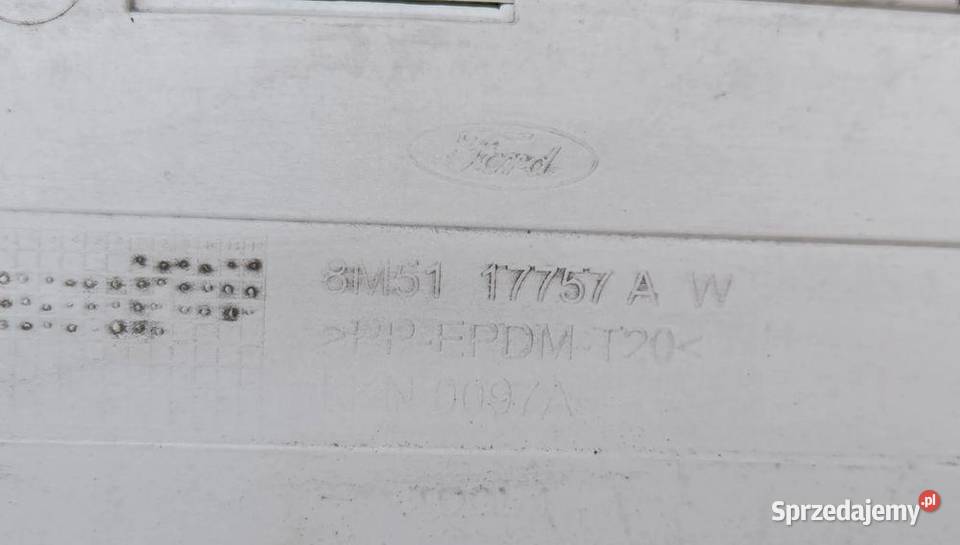 Ford
8M51 17757 A W
>PP-EPDM-T20<
Sprzedajemy.pl